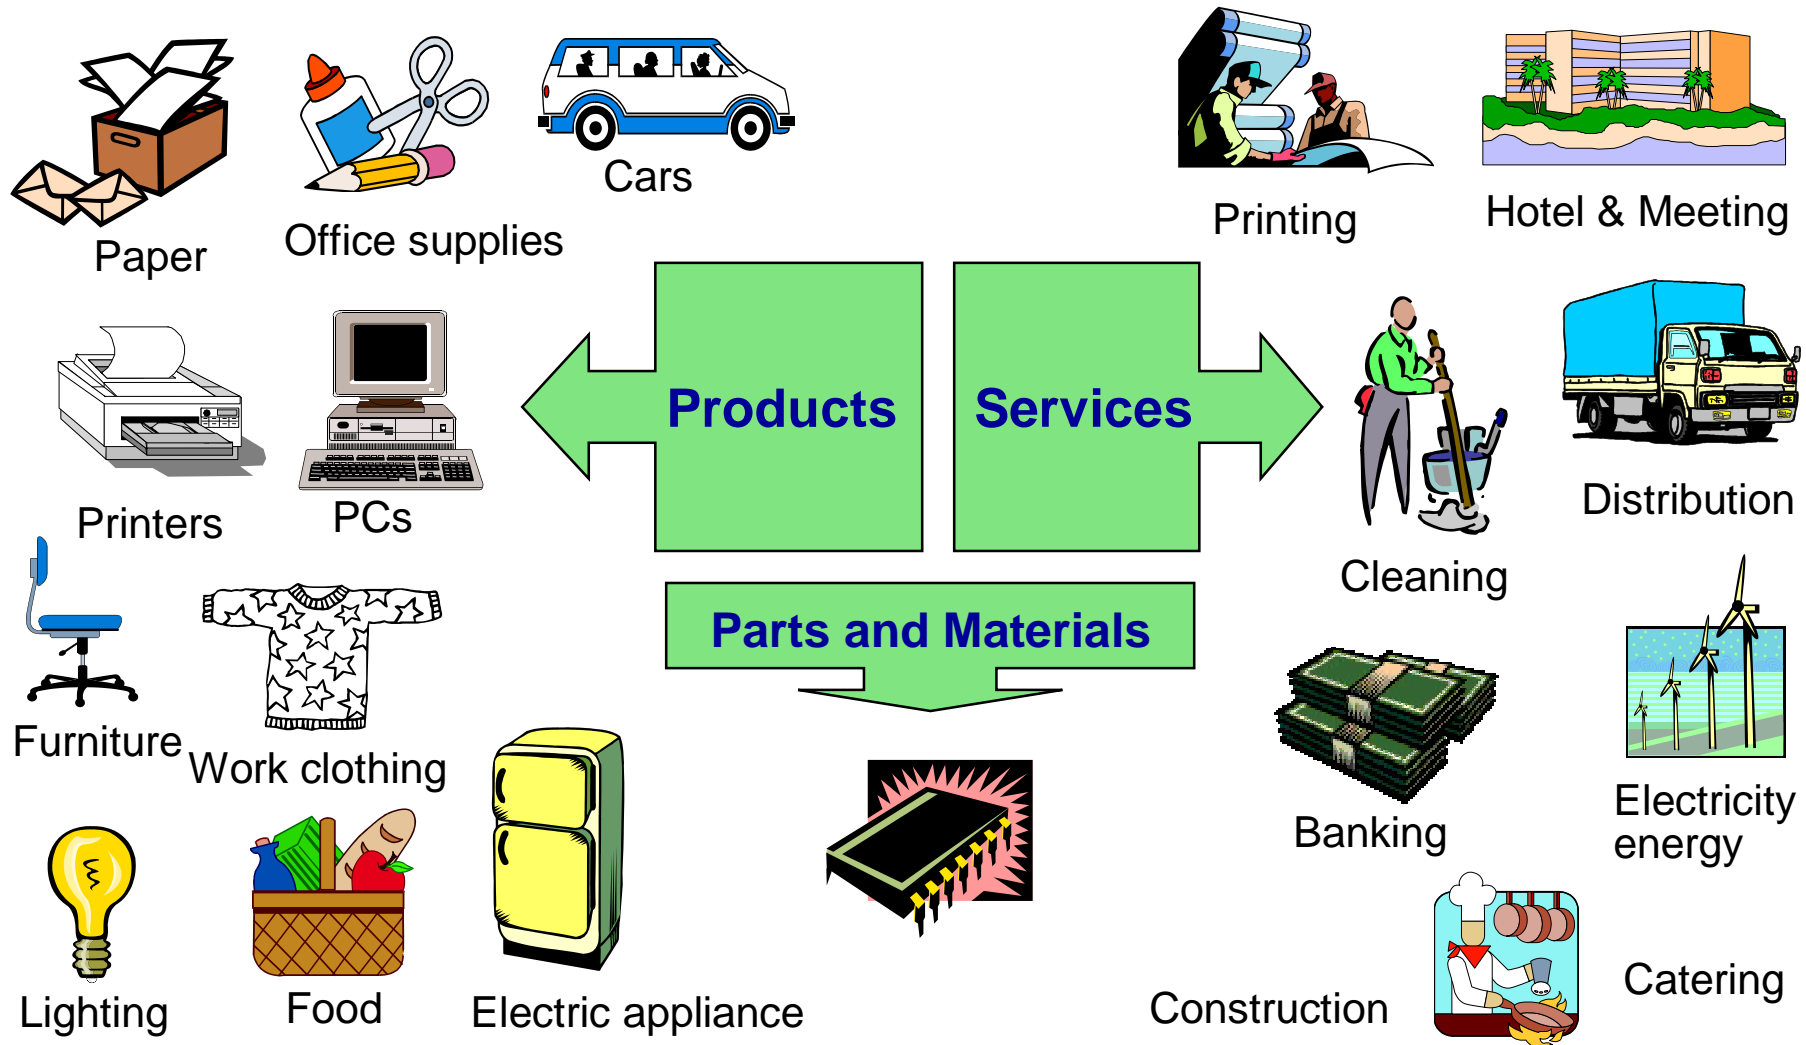 Paper
Office supplies
Cars
Printing
Hotel & Meeting
Products
Services
Printers
PCs
Cleaning
Distribution
Parts and Materials
Furniture
Work clothing
Banking
Electricity
energy
Lighting
Food
Electric appliance
Construction
Catering